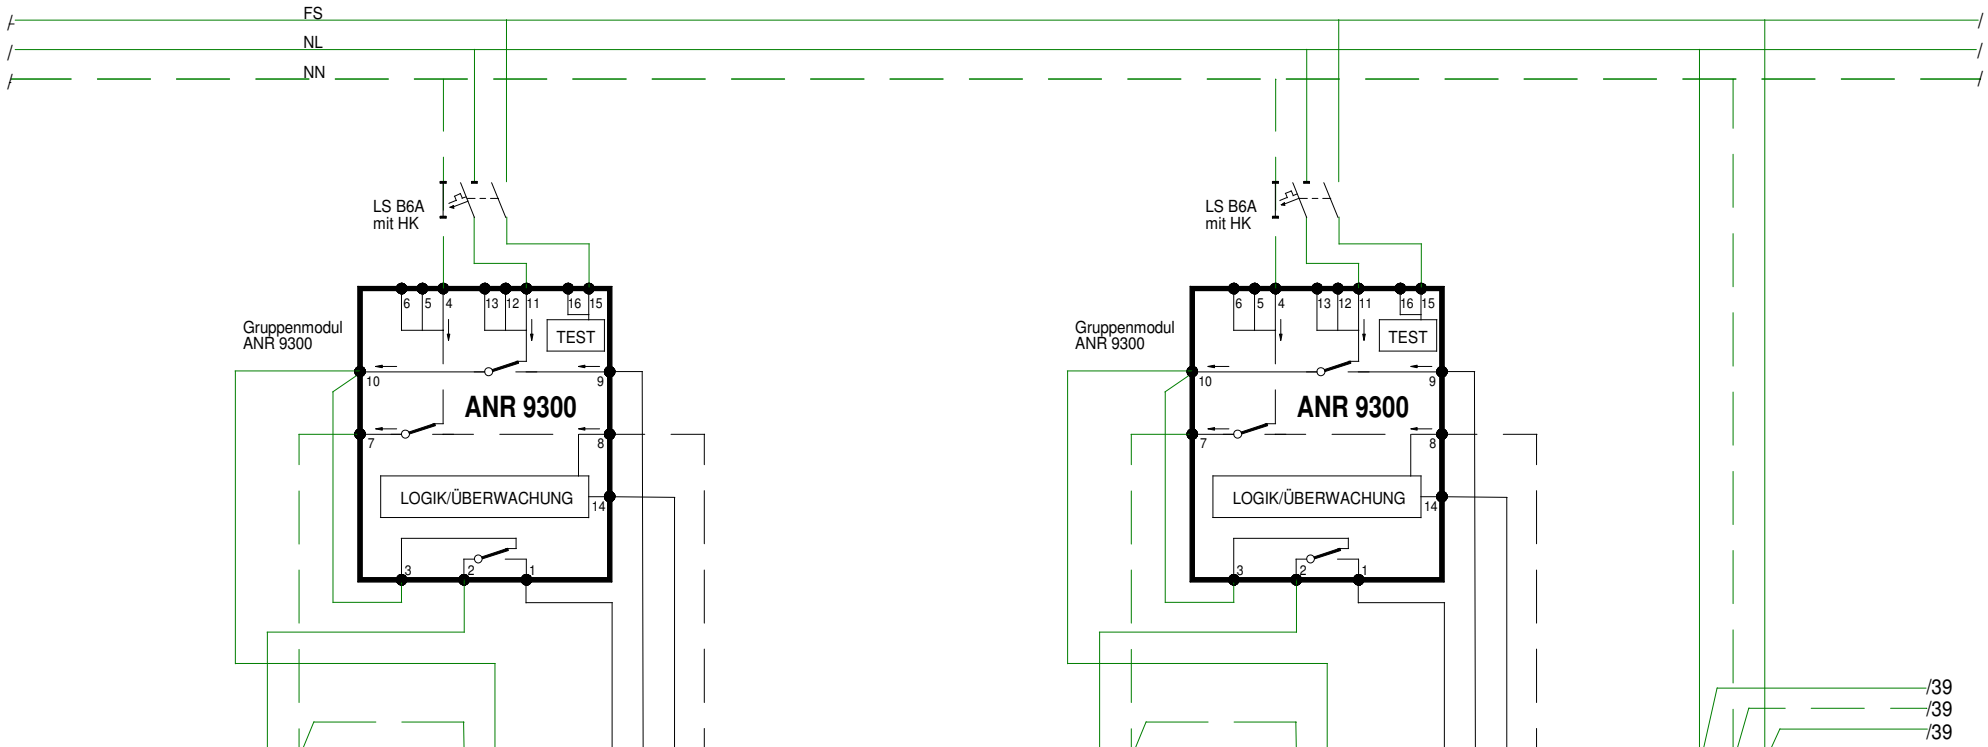 FS
/ /
NL
/ /
NN
/ /
LS B6A
mit HK
LS B6A
mit HK
6 5 4 13 12 11 16 15
6 5 4 13 12 11 16 15
Gruppenmodul
ANR 9300
TEST
Gruppenmodul
ANR 9300
TEST
10 9
10 9
ANR 9300
ANR 9300
7 8
7 8
LOGIK/ÜBERWACHUNG
14
LOGIK/ÜBERWACHUNG
14
3 2 1
3 2 1
/39
/39
/39